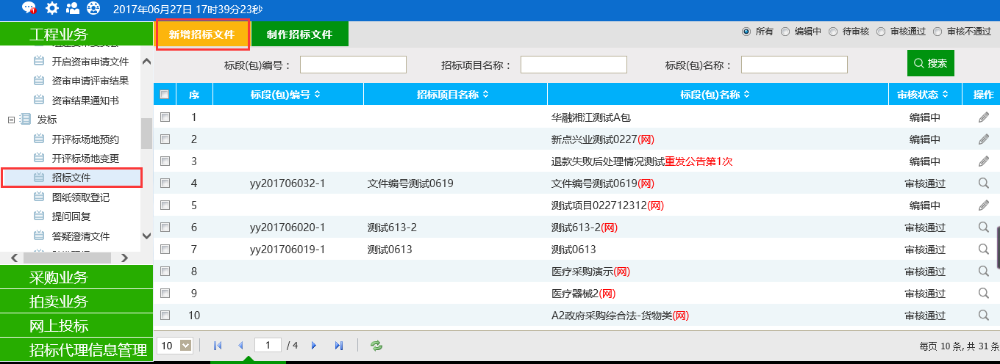 2017年06月27日 17时39分23秒
工程业务
开启资审申请文件
资审申请评审结果
资审结果通知书
发标
开评标场地预约
开评标场地变更
招标文件
图纸领取登记
提问回复
答疑澄清文件
采购业务
拍卖业务
网上投标
招标代理信息管理
新增招标文件 制作招标文件 所有 编辑中 待审核 审核通过 审核不通过
标段(包)编号： 招标项目名称： 标段(包)名称： 搜索
序 标段(包)编号 招标项目名称 标段(包)名称 审核状态 操作
1 华融湘江测试A包 编辑中
2 新点兴业测试0227(网) 编辑中
3 退款失败后处理情况测试重发公告第1次 编辑中
4 yy201706032-1 文件编号测试0619 文件编号测试0619(网) 审核通过
5 测试项目022712312(网) 编辑中
6 yy201706020-1 测试613-2 测试613-2(网) 审核通过
7 yy201706019-1 测试0613 测试0613 审核通过
8 医疗采购演示(网) 审核通过
9 医疗器械2(网) 审核通过
10 A2政府采购综合法-货物类(网) 审核通过
10 1 / 4 每页 10 条, 共 31 条